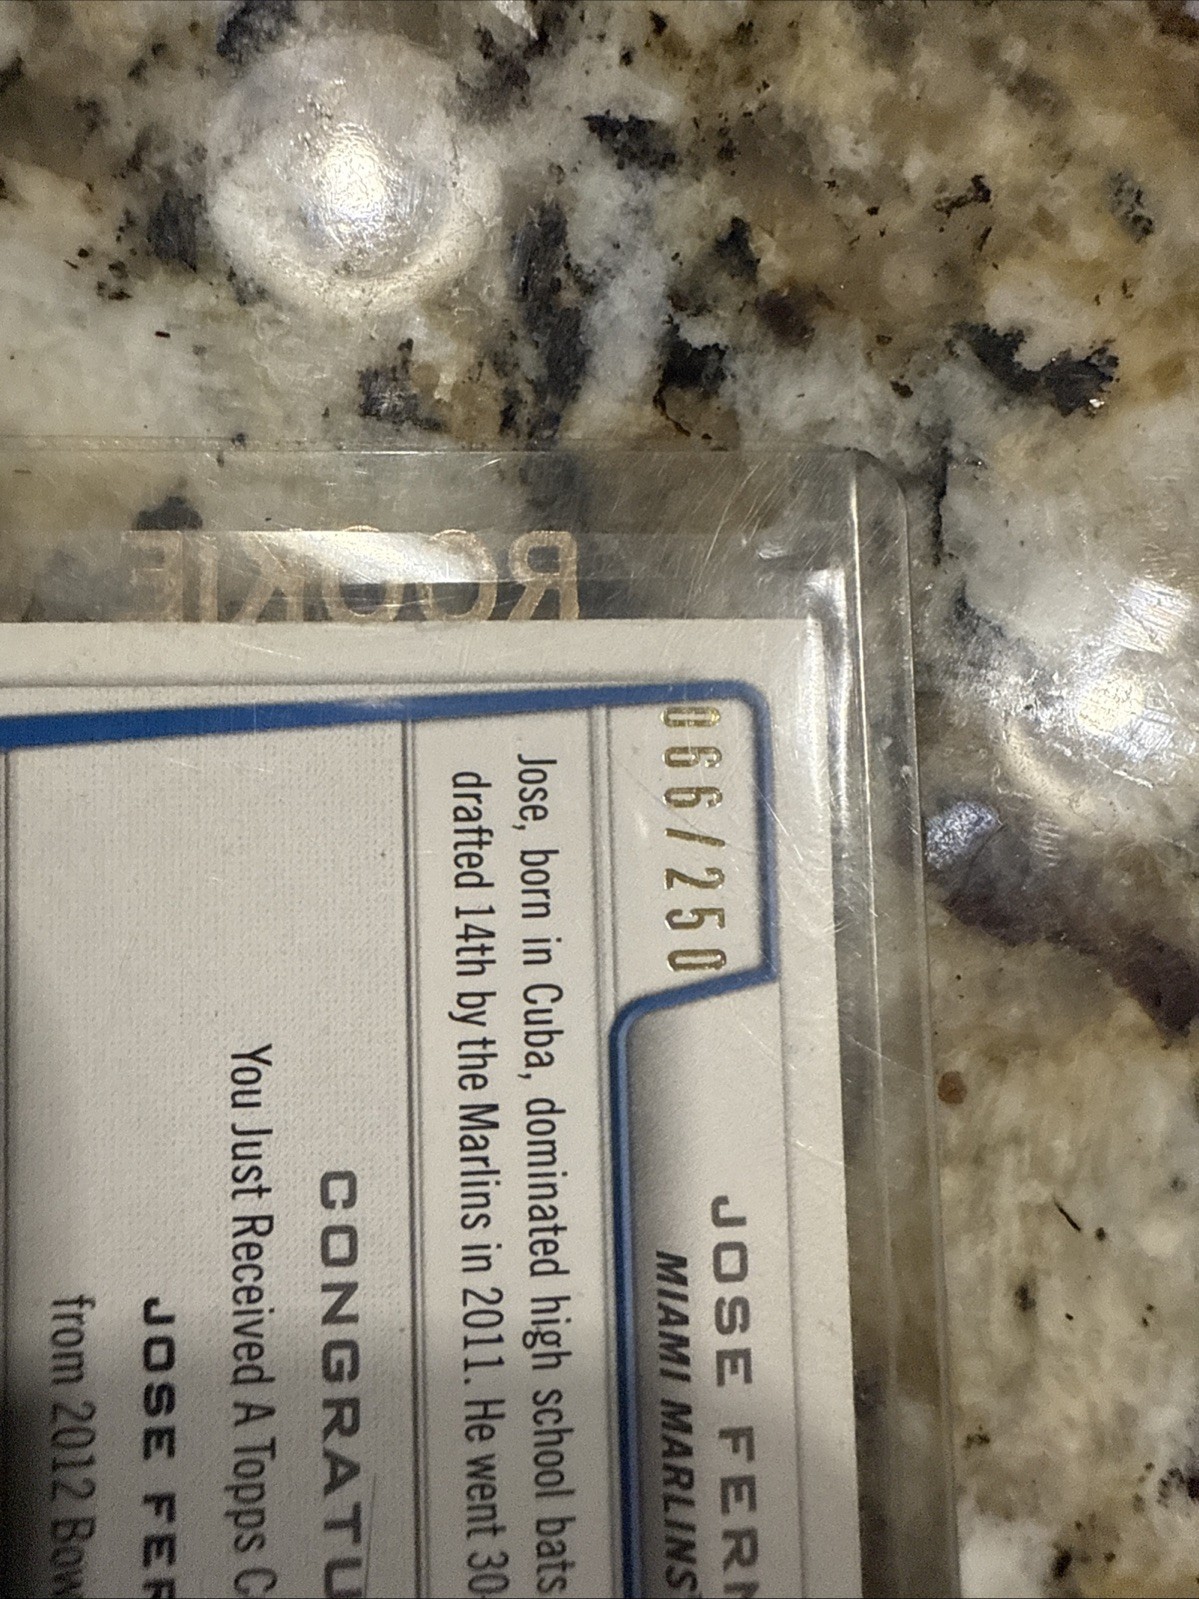 ROOKIE
066/250
JOSE FERN
MIAMI MARLINS
Jose, born in Cuba, dominated high school bats
drafted 14th by the Marlins in 2011. He went 30-
CONGRATU
You Just Received A Topps C
JOSE FER
from 2012 Bow